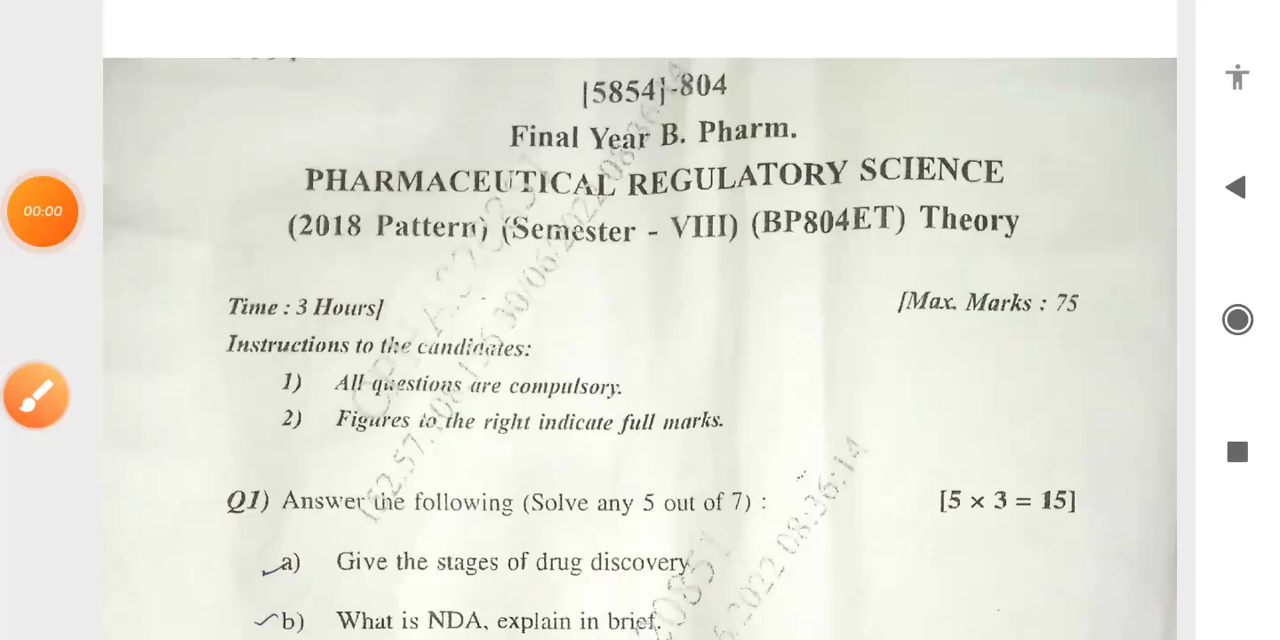 [5854]-804
Final Year B. Pharm.
PHARMACEUTICAL REGULATORY SCIENCE
(2018 Pattern) (Semester - VIII) (BP804ET) Theory
Time : 3 Hours]
[Max. Marks : 75
Instructions to the candidates:
1) All questions are compulsory.
2) Figures to the right indicate full marks.
Q1) Answer the following (Solve any 5 out of 7) :
[5 × 3 = 15]
a) Give the stages of drug discovery
b) What is NDA, explain in brief.
00:00